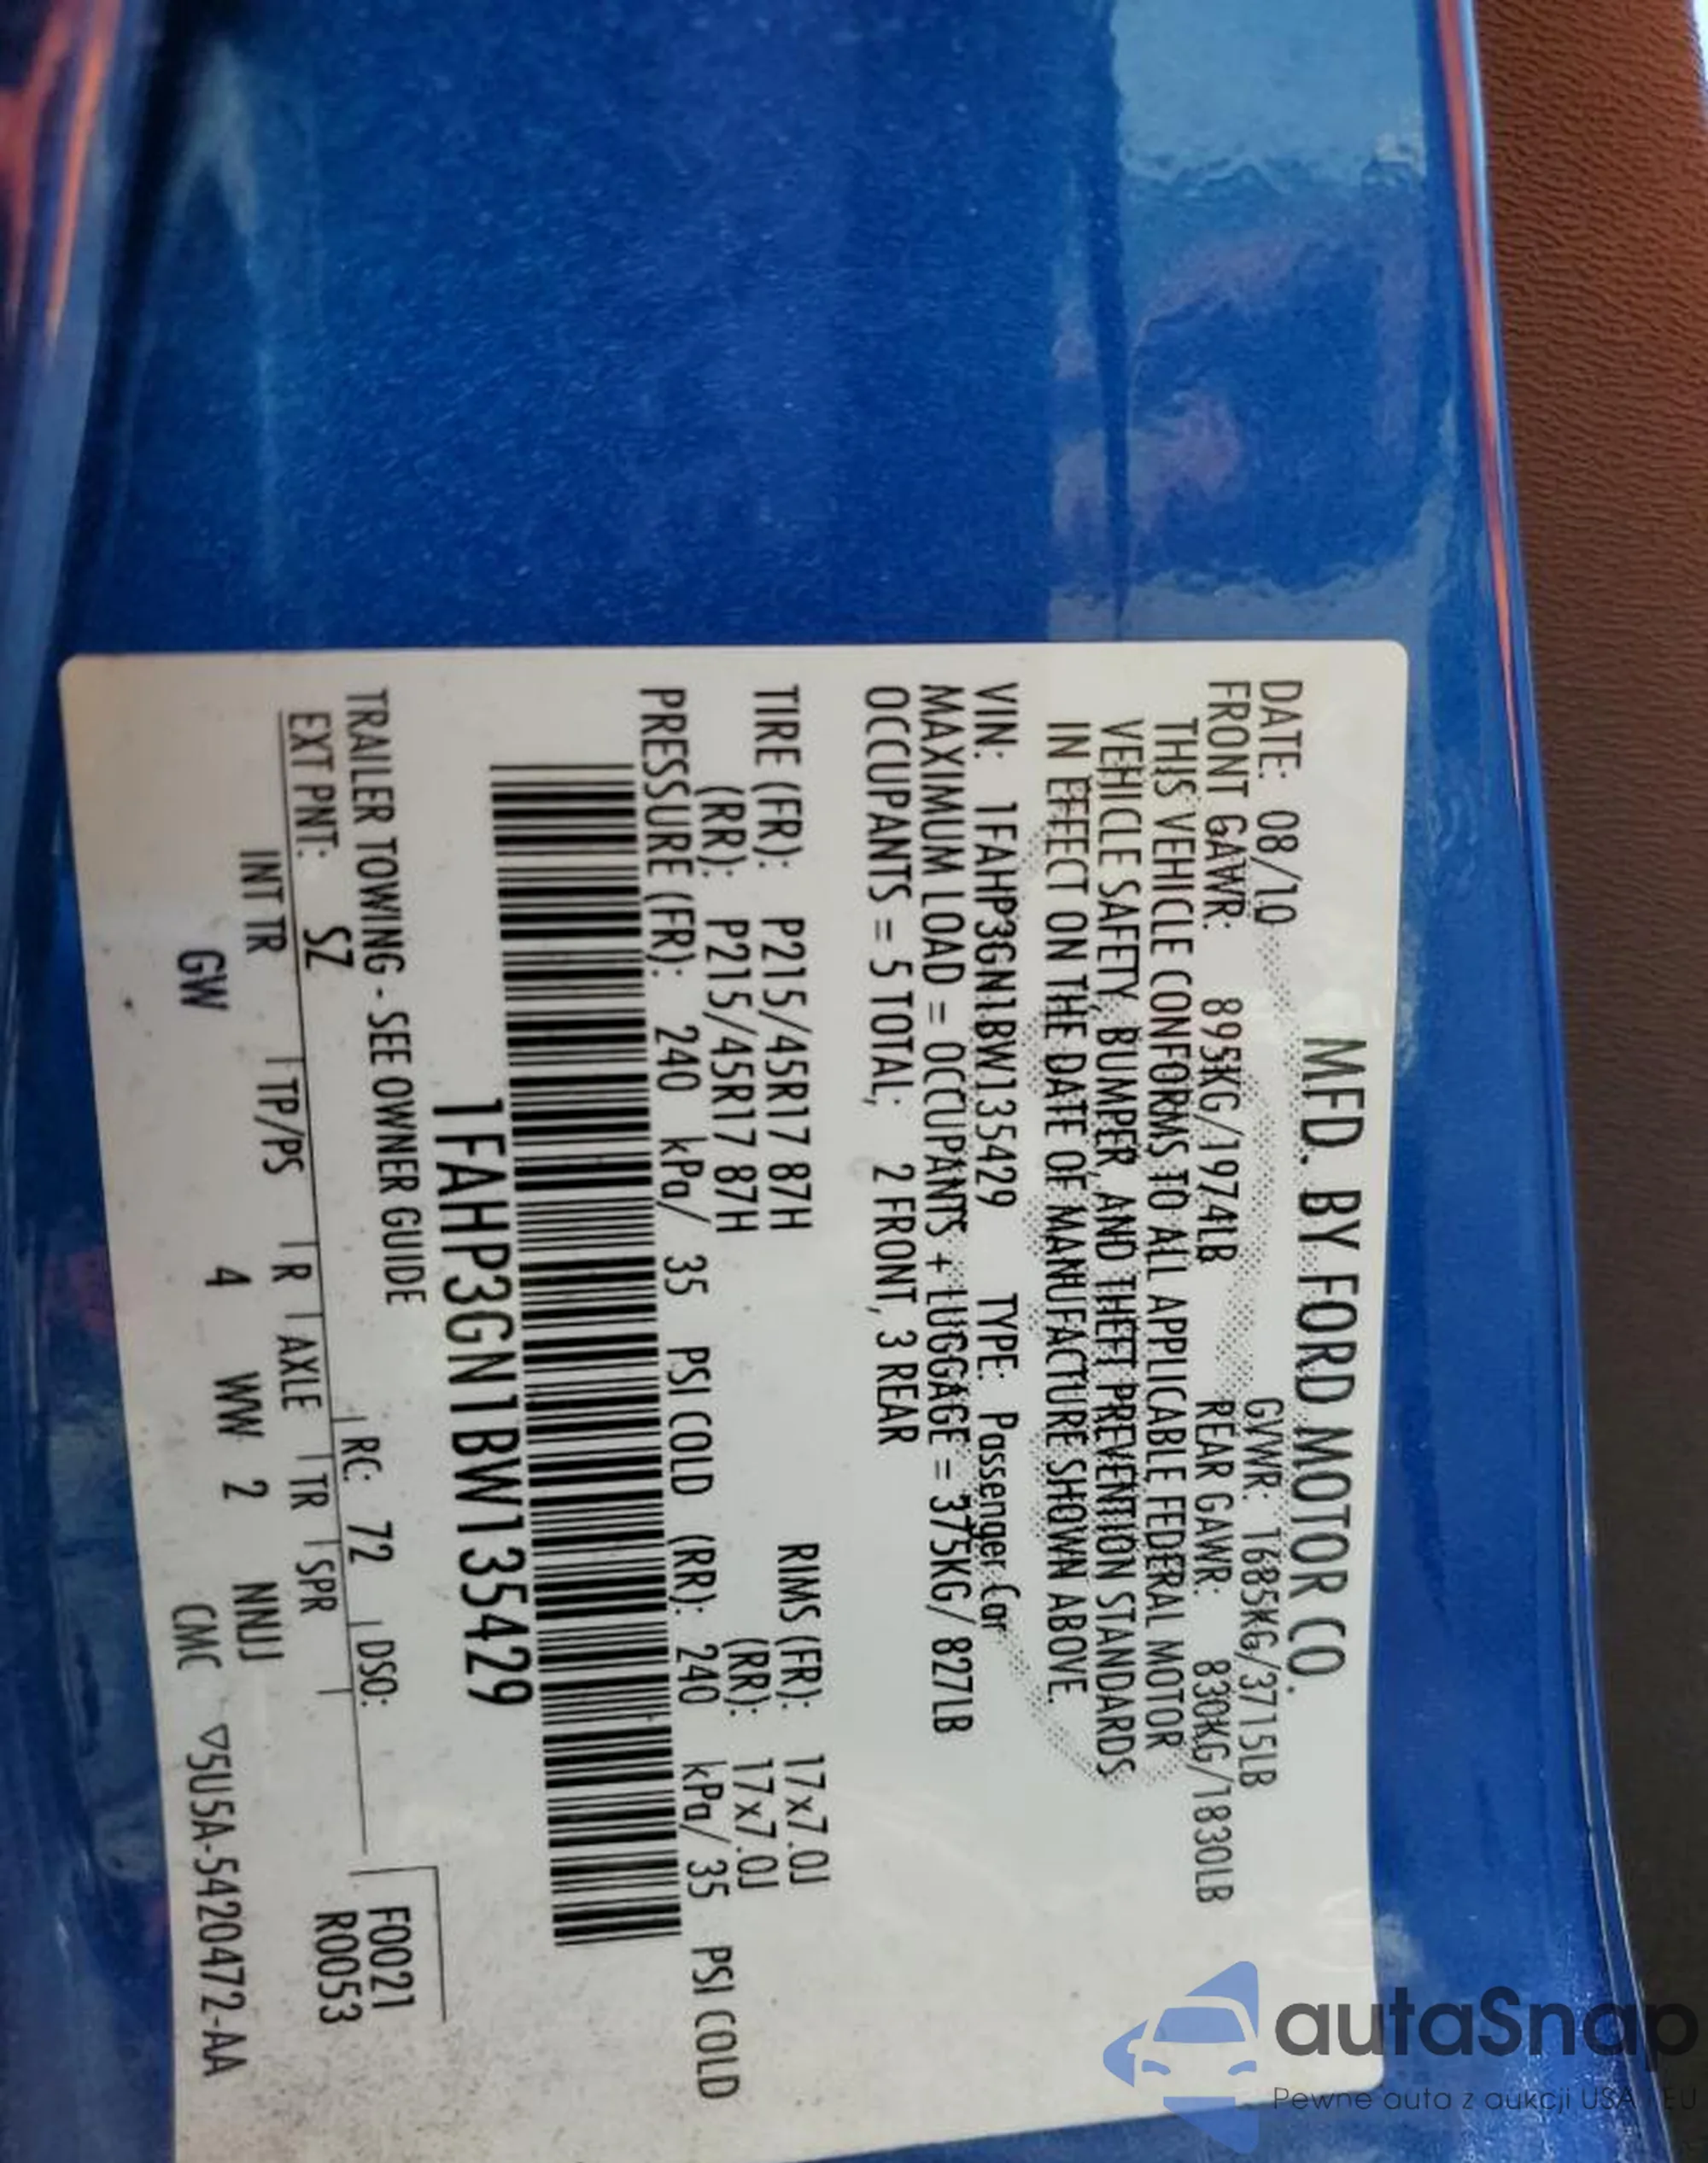 MFD. BY FORD MOTOR CO.
DATE: 08/10 GVWR: 1685KG/3715LB
FRONT GAWR: 895KG/1974LB REAR GAWR: 830KG/1830LB
THIS VEHICLE CONFORMS TO ALL APPLICABLE FEDERAL MOTOR
VEHICLE SAFETY, BUMPER, AND THEFT PREVENTION STANDARDS
IN EFFECT ON THE DATE OF MANUFACTURE SHOWN ABOVE.
VIN: 1FAHP3GN1BW135429 TYPE: Passenger Car
MAXIMUM LOAD = OCCUPANTS + LUGGAGE = 375KG/ 827LB
OCCUPANTS = 5 TOTAL; 2 FRONT, 3 REAR
TIRE (FR): P215/45R17 87H RIMS (FR): 17x7.0J
(RR): P215/45R17 87H (RR): 17x7.0J
PRESSURE (FR): 240 kPa/ 35 PSI COLD (RR): 240 kPa/ 35 PSI COLD
1FAHP3GN1BW135429
TRAILER TOWING - SEE OWNER GUIDE
F0021
R0053
EXT PNT: SZ RC: 72 DSO:
INT TR TP/PS R AXLE TR SPR
GW 4 WW 2 NNJJ
CMC ▽5U5A-5420472-AA
autaSnap
Pewne auta z aukcji USA i EU